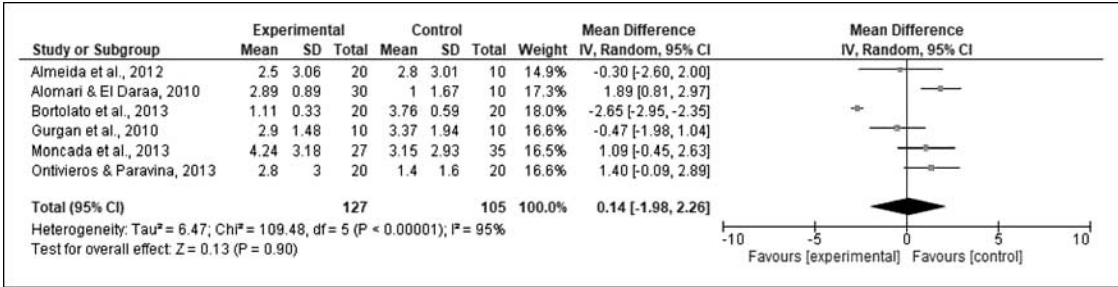 Experimental Control Mean Difference Mean Difference
Study or Subgroup Mean SD Total Mean SD Total Weight IV, Random, 95% CI IV, Random, 95% CI
Almeida et al., 2012 2.5 3.06 20 2.8 3.01 10 14.9% -0.30 [-2.60, 2.00]
Alomari & El Daraa, 2010 2.89 0.89 30 1 1.67 10 17.3% 1.89 [0.81, 2.97]
Bortolato et al., 2013 1.11 0.33 20 3.76 0.59 20 18.0% -2.65 [-2.95, -2.35]
Gurgan et al., 2010 2.9 1.48 10 3.37 1.94 10 16.6% -0.47 [-1.98, 1.04]
Moncada et al., 2013 4.24 3.18 27 3.15 2.93 35 16.5% 1.09 [-0.45, 2.63]
Ontivieros & Paravina, 2013 2.8 3 20 1.4 1.6 20 16.6% 1.40 [-0.09, 2.89]
Total (95% CI) 127 105 100.0% 0.14 [-1.98, 2.26]
Heterogeneity: Tau² = 6.47; Chi² = 109.48, df = 5 (P < 0.00001); I² = 95%
Test for overall effect: Z = 0.13 (P = 0.90)
-10 -5 0 5 10
Favours [experimental] Favours [control]